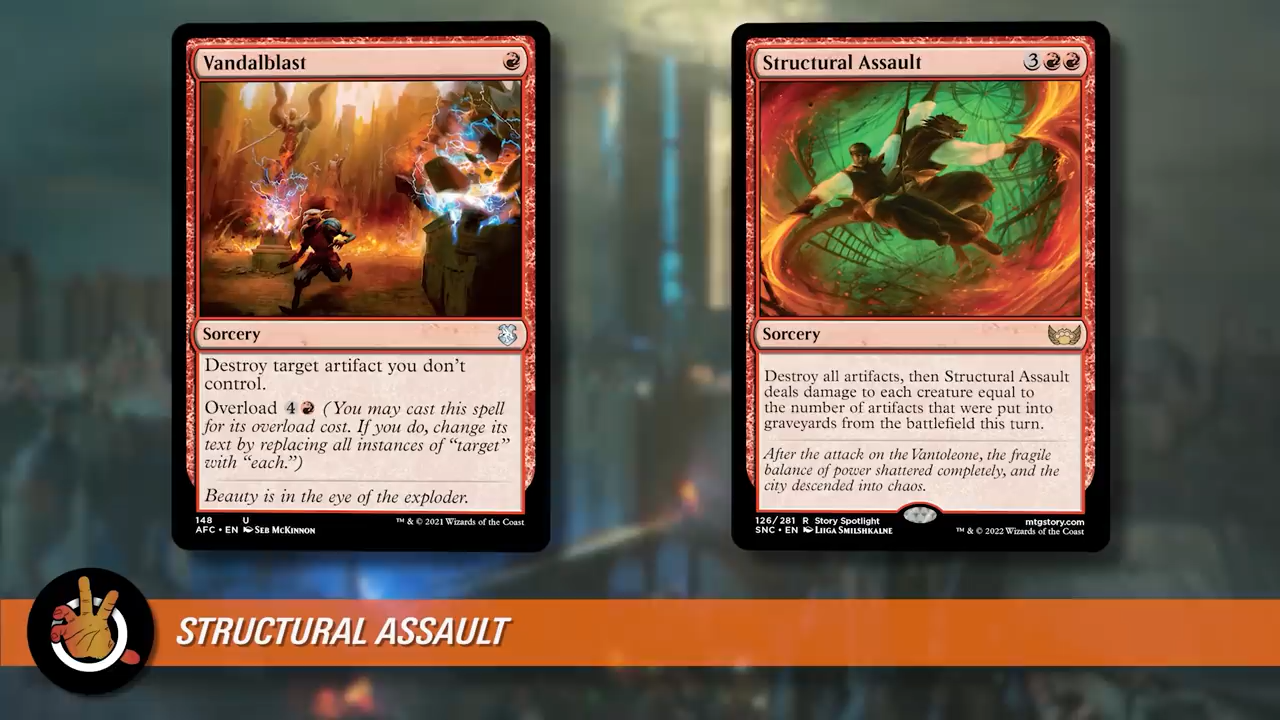 Vandalblast
Sorcery
Destroy target artifact you don't
control.
Overload 4 (You may cast this spell
for its overload cost. If you do, change its
text by replacing all instances of "target"
with "each.")
Beauty is in the eye of the exploder.
148 U
AFC • EN SEB MCKINNON
™ & © 2021 Wizards of the Coast
Structural Assault 3
Sorcery
Destroy all artifacts, then Structural Assault
deals damage to each creature equal to
the number of artifacts that were put into
graveyards from the battlefield this turn.
After the attack on the Vantoleone, the fragile
balance of power shattered completely, and the
city descended into chaos.
126/281 R Story Spotlight
SNC • EN LIIGA SMILSHKALNE
mtgstory.com
™ & © 2022 Wizards of the Coast
STRUCTURAL ASSAULT